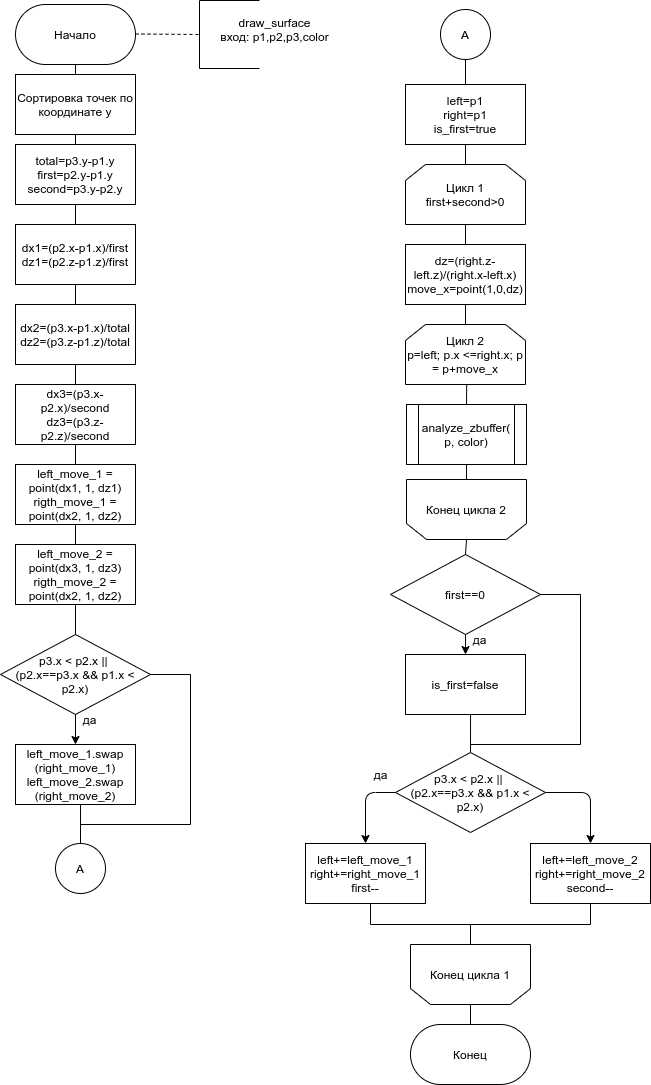 Начало
draw_surface
вход: p1,p2,p3,color
Сортировка точек по
координате y
total=p3.y-p1.y
first=p2.y-p1.y
second=p3.y-p2.y
dx1=(p2.x-p1.x)/first
dz1=(p2.z-p1.z)/first
dx2=(p3.x-p1.x)/total
dz2=(p3.z-p1.z)/total
dx3=(p3.x-
p2.x)/second
dz3=(p3.z-
p2.z)/second
left_move_1 =
point(dx1, 1, dz1)
rigth_move_1 =
point(dx2, 1, dz2)
left_move_2 =
point(dx3, 1, dz3)
rigth_move_2 =
point(dx2, 1, dz2)
p3.x < p2.x ||
(p2.x==p3.x && p1.x <
p2.x)
да
left_move_1.swap
(right_move_1)
left_move_2.swap
(right_move_2)
A
A
left=p1
right=p1
is_first=true
Цикл 1
first+second>0
dz=(right.z-
left.z)/(right.x-left.x)
move_x=point(1,0,dz)
Цикл 2
p=left; p.x <=right.x; p
= p+move_x
analyze_zbuffer(
p, color)
Конец цикла 2
first==0
да
is_first=false
p3.x < p2.x ||
(p2.x==p3.x && p1.x <
p2.x)
да
left+=left_move_1
right+=right_move_1
first--
left+=left_move_2
right+=right_move_2
second--
Конец цикла 1
Конец